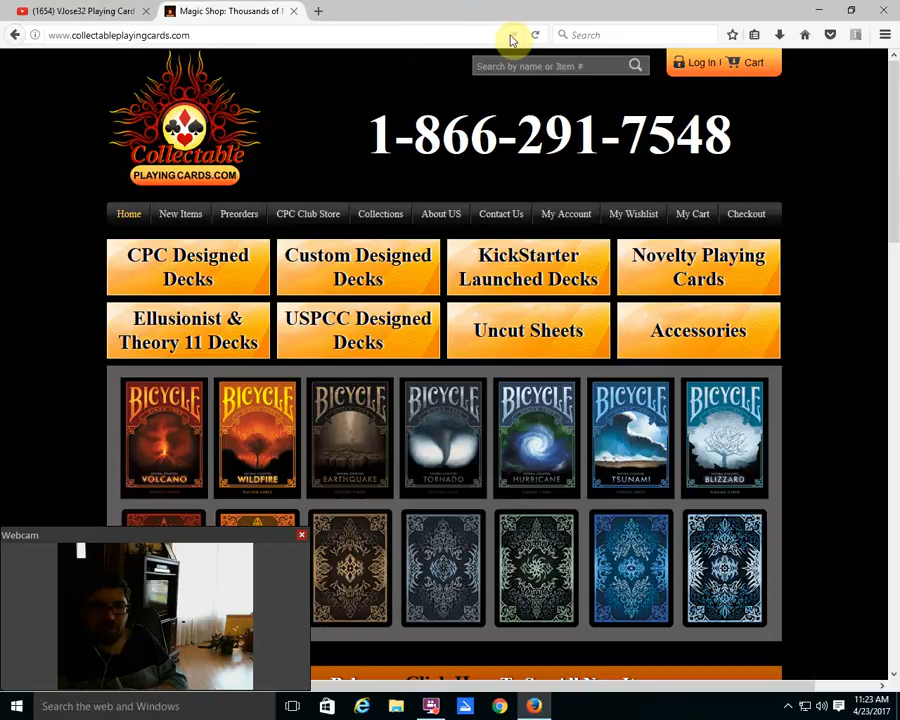 (1654) VJose32 Playing Card
Magic Shop: Thousands of M
www.collectableplayingcards.com
Search
Search by name or Item #
Log In
Cart
Collectable
PLAYING CARDS.COM
1-866-291-7548
Home
New Items
Preorders
CPC Club Store
Collections
About US
Contact Us
My Account
My Wishlist
My Cart
Checkout
CPC Designed
Decks
Custom Designed
Decks
KickStarter
Launched Decks
Novelty Playing
Cards
Ellusionist &
Theory 11 Decks
USPCC Designed
Decks
Uncut Sheets
Accessories
BICYCLE
VOLCANO
BICYCLE
WILDFIRE
BICYCLE
EARTHQUAKE
BICYCLE
TORNADO
BICYCLE
HURRICANE
BICYCLE
TSUNAMI
BICYCLE
BLIZZARD
Webcam
Search the web and Windows
11:23 AM
4/23/2017